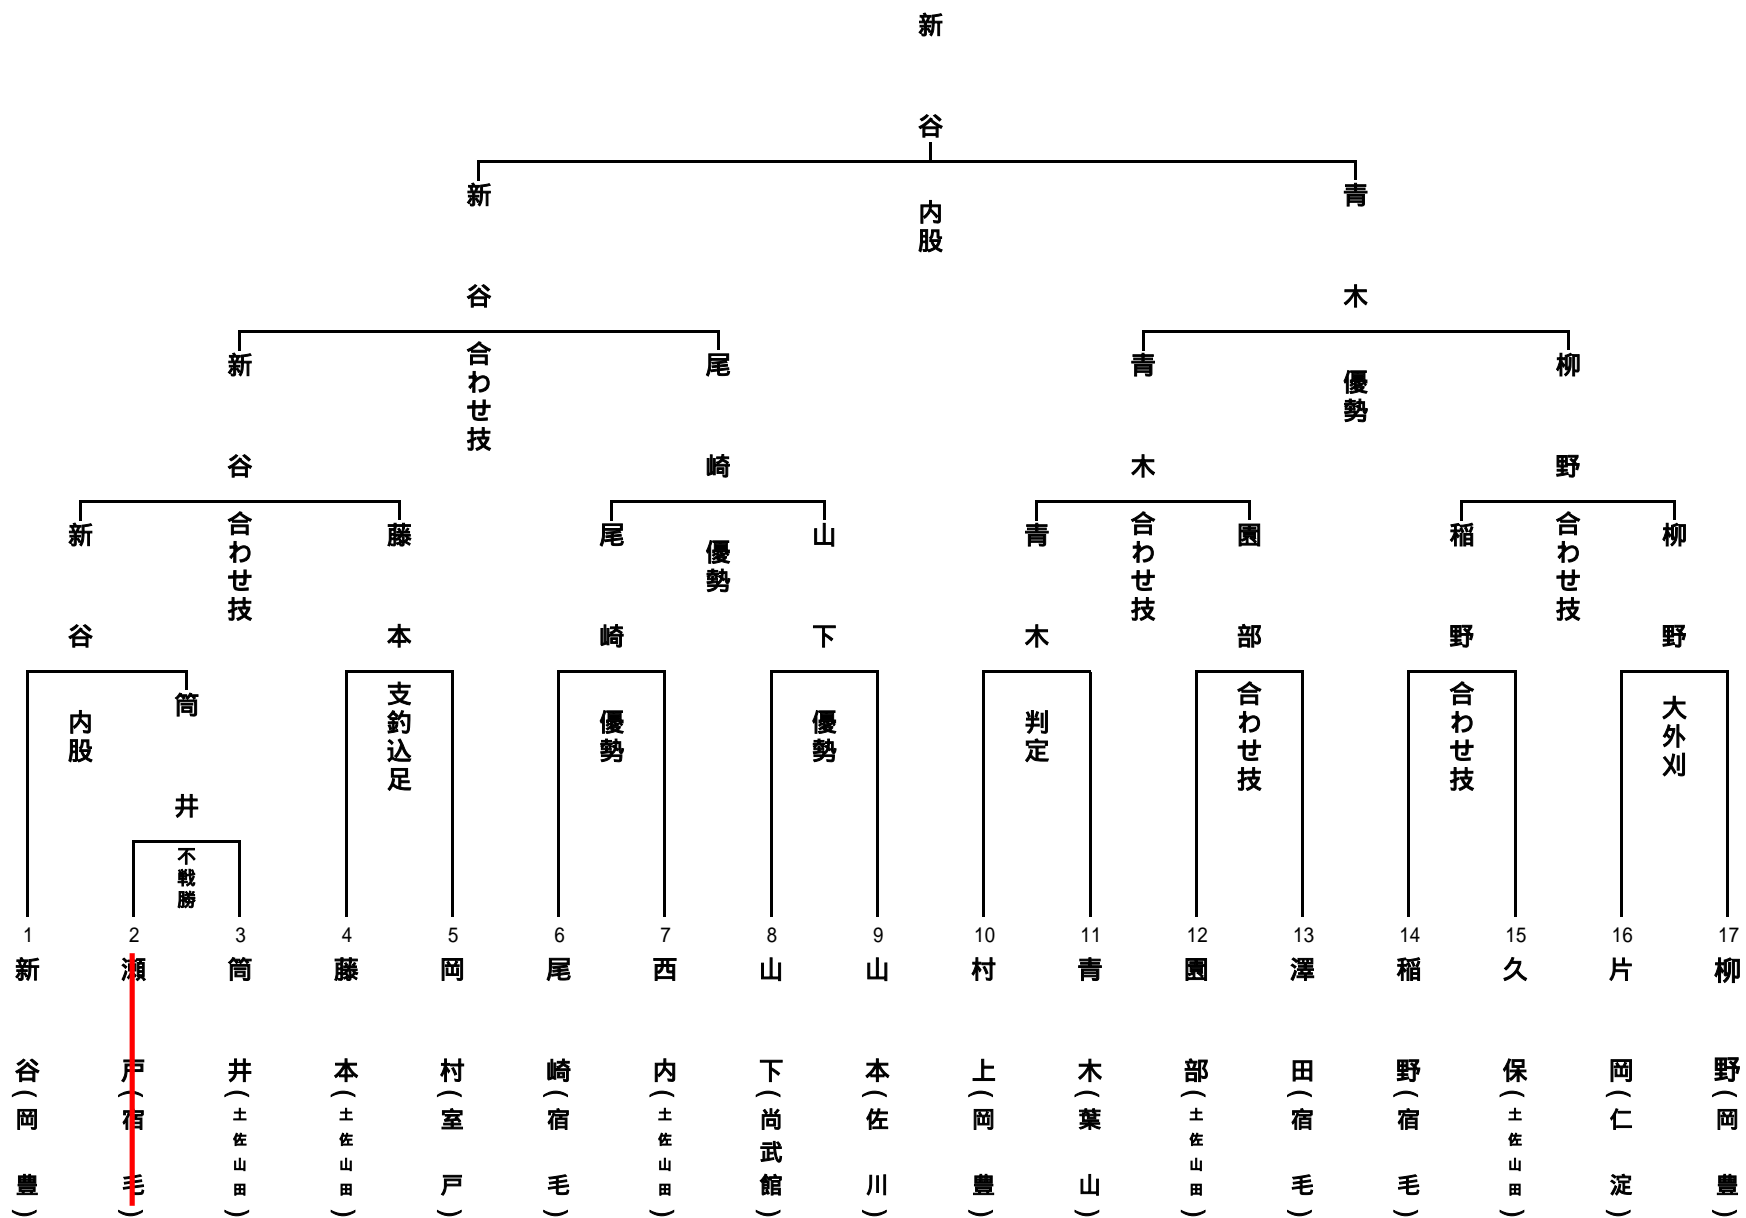 新谷
新谷
内股
青木
新谷
合わせ技
尾崎
青木
優勢
柳野
新谷
合わせ技
藤本
尾崎
優勢
山下
青木
合わせ技
園部
稲野
合わせ技
柳野
内股
筒井
支釣込足
優勢
優勢
判定
合わせ技
合わせ技
大外刈
不戦勝
1 新谷(岡豊)
2 瀬戸(宿毛)
3 筒井(土佐山田)
4 藤本(土佐山田)
5 岡村(室戸)
6 尾崎(宿毛)
7 西内(土佐山田)
8 山下(尚武館)
9 山本(佐川)
10 村上(岡豊)
11 青木(葉山)
12 園部(土佐山田)
13 澤田(宿毛)
14 稲野(宿毛)
15 久保(土佐山田)
16 片岡(仁淀)
17 柳野(岡豊)